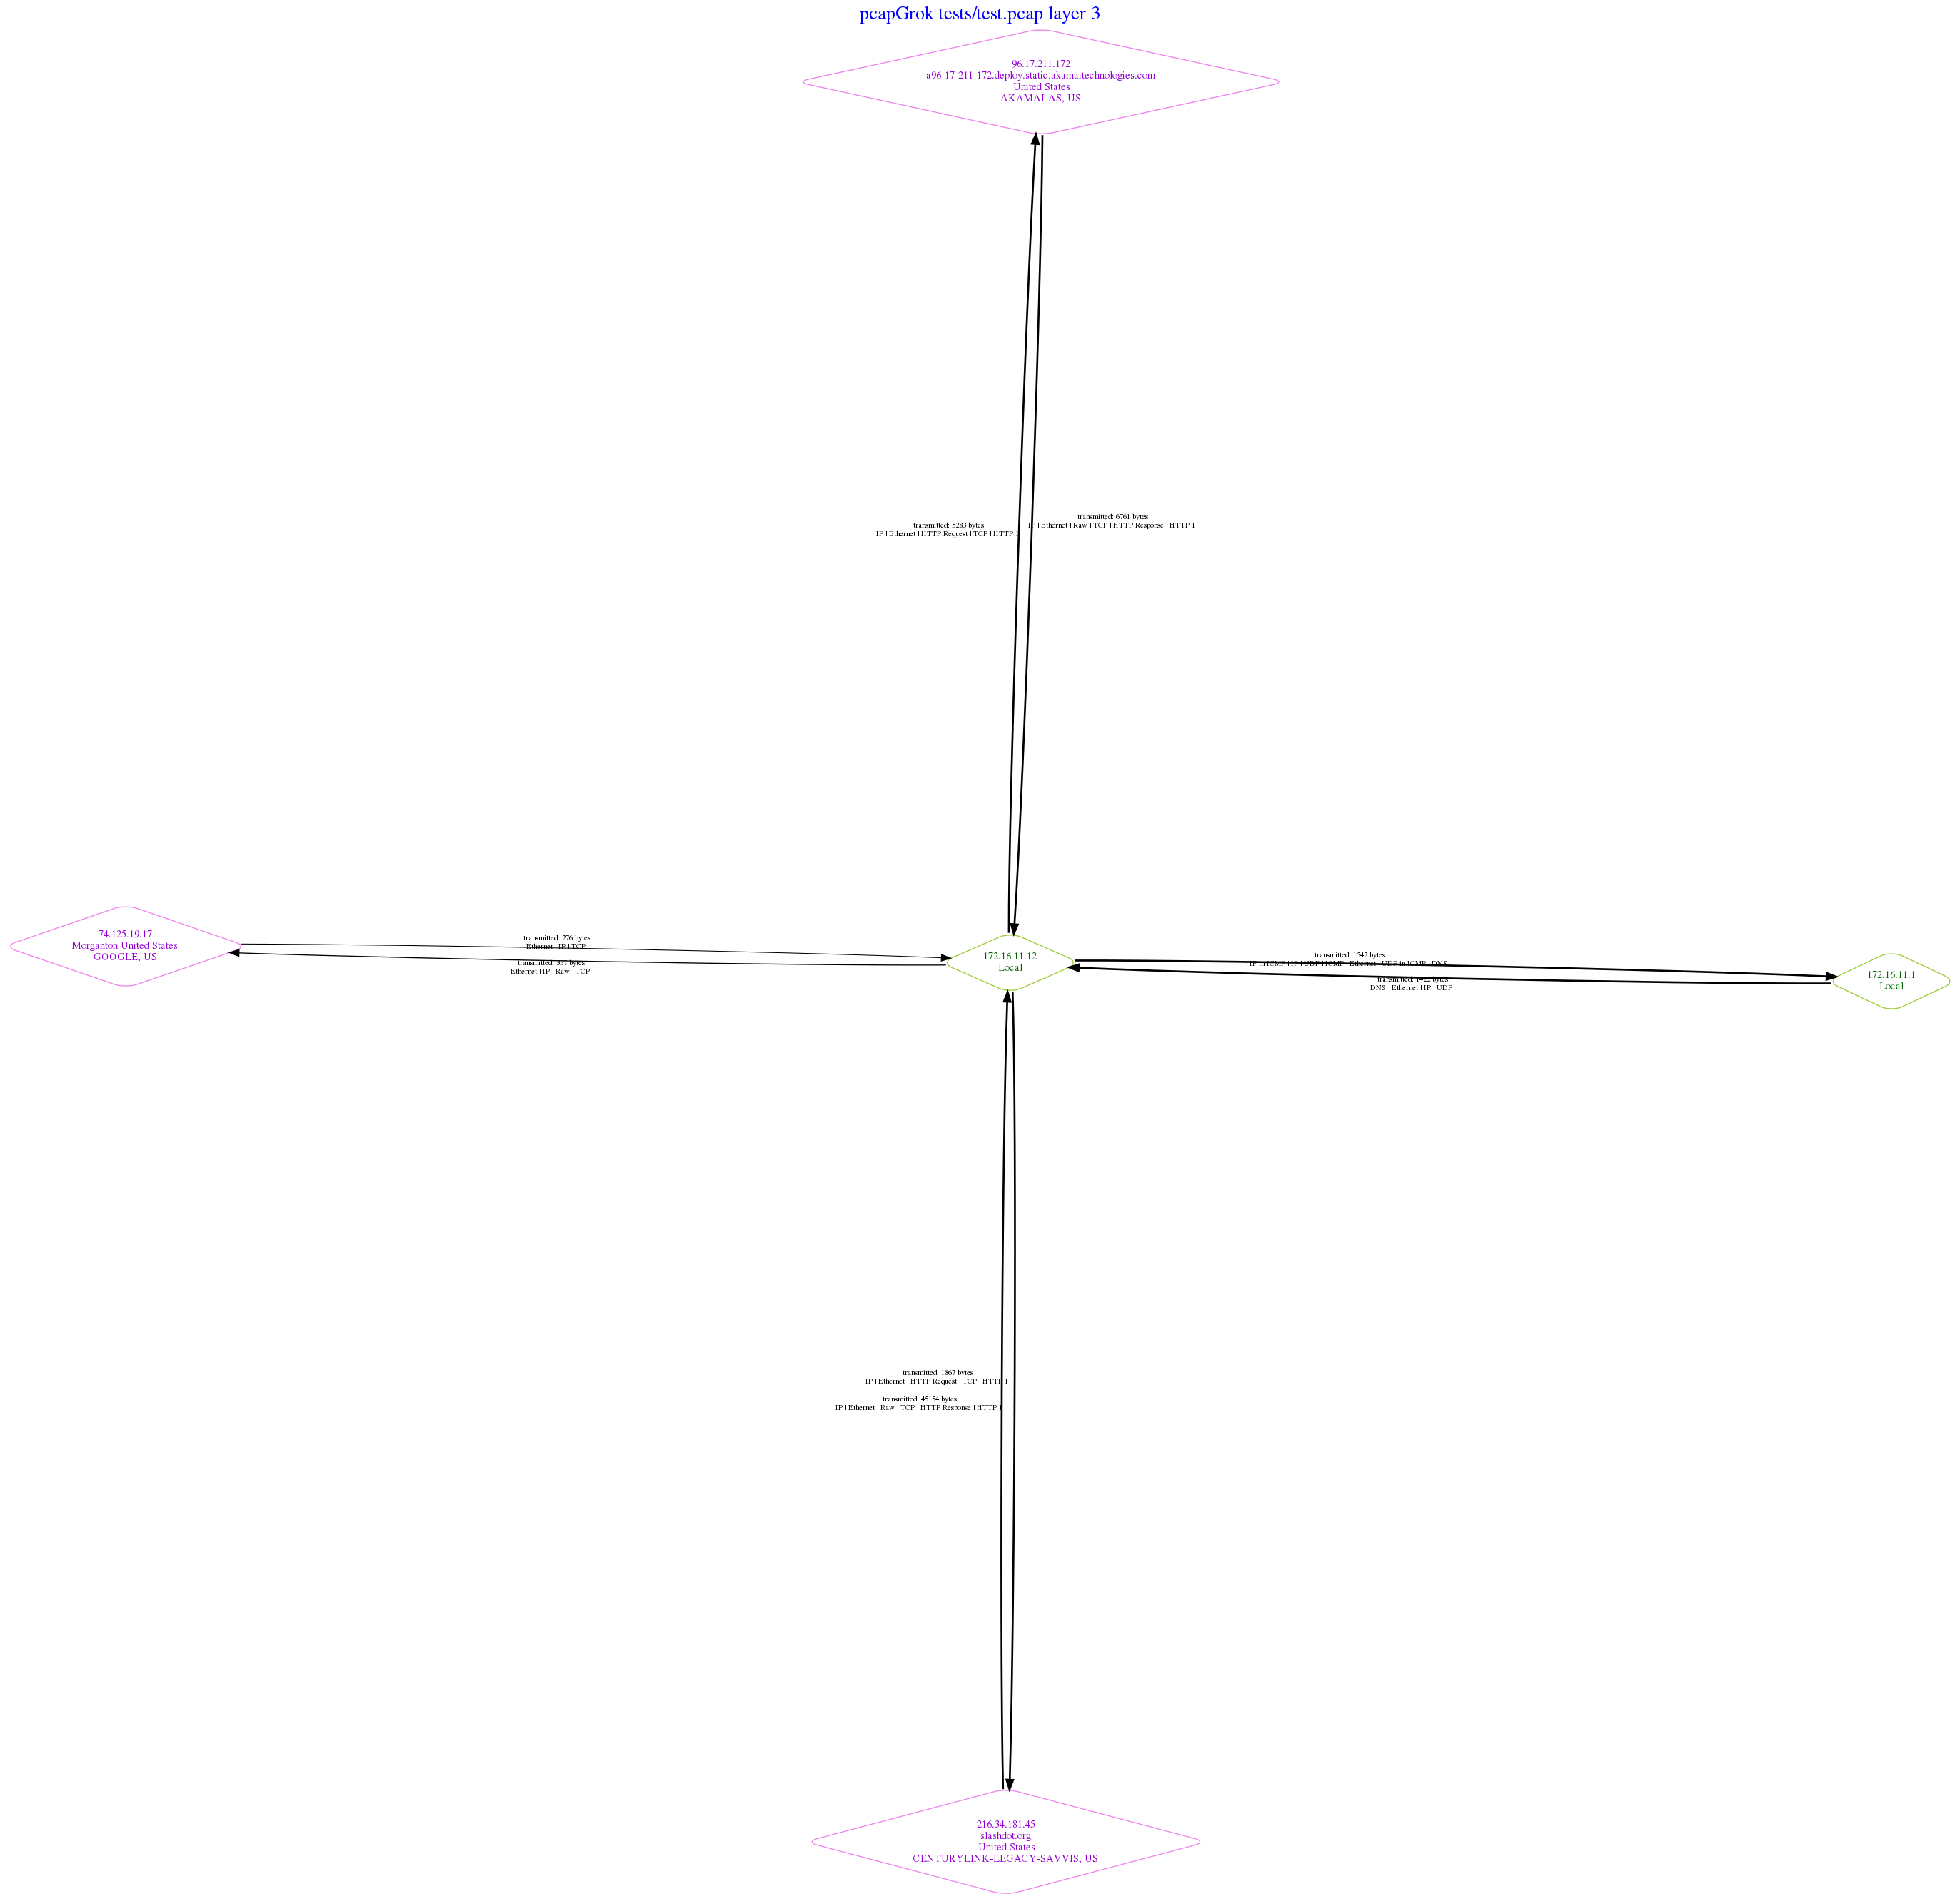 pcapGrok tests/test.pcap layer 3
96.17.211.172
a96-17-211-172.deploy.static.akamaitechnologies.com
United States
AKAMAI-AS, US
transmitted: 6761 bytes
IP | Ethernet | Raw | TCP | HTTP Response | HTTP 1
transmitted: 5283 bytes
IP | Ethernet | HTTP Request | TCP | HTTP 1
74.125.19.17
Morganton United States
GOOGLE, US
transmitted: 276 bytes
Ethernet | IP | TCP
transmitted: 357 bytes
Ethernet | IP | Raw | TCP
172.16.11.12
Local
transmitted: 1542 bytes
IP in ICMP | IP | UDP | ICMP | Ethernet | UDP in ICMP | DNS
transmitted: 1422 bytes
DNS | Ethernet | IP | UDP
172.16.11.1
Local
transmitted: 1867 bytes
IP | Ethernet | HTTP Request | TCP | HTTP 1
transmitted: 45154 bytes
IP | Ethernet | Raw | TCP | HTTP Response | HTTP 1
216.34.181.45
slashdot.org
United States
CENTURYLINK-LEGACY-SAVVIS, US